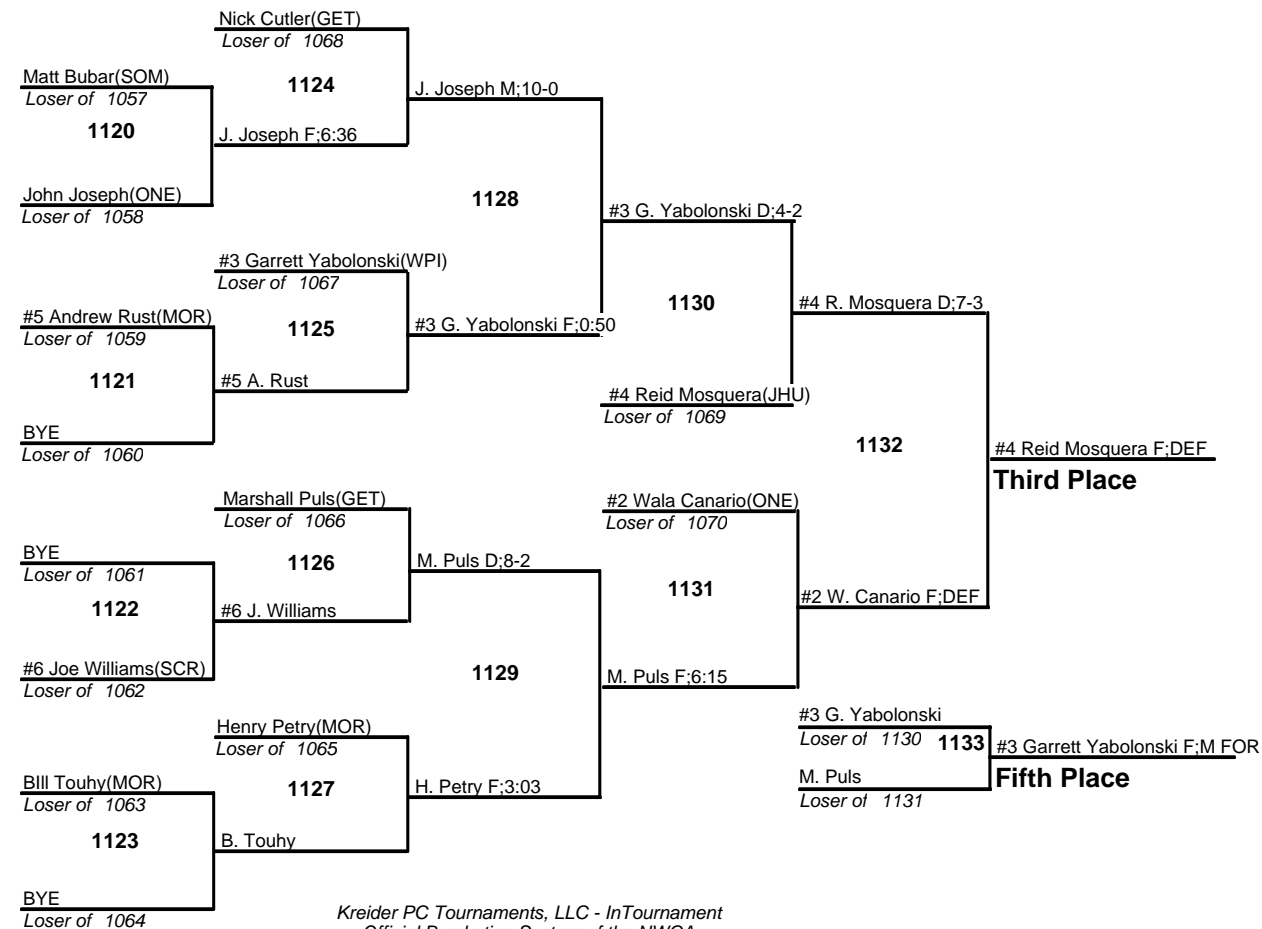 Nick Cutler(GET)
Loser of 1068
Matt Bubar(SOM)
Loser of 1057
1124
J. Joseph M;10-0
1120
J. Joseph F;6:36
John Joseph(ONE)
Loser of 1058
1128
#3 G. Yabolonski D;4-2
#3 Garrett Yabolonski(WPI)
Loser of 1067
#5 Andrew Rust(MOR)
Loser of 1059
1125
#3 G. Yabolonski F;0:50
1130
#4 R. Mosquera D;7-3
1121
#5 A. Rust
#4 Reid Mosquera(JHU)
Loser of 1069
BYE
Loser of 1060
1132
#4 Reid Mosquera F;DEF
Third Place
Marshall Puls(GET)
Loser of 1066
#2 Wala Canario(ONE)
Loser of 1070
BYE
Loser of 1061
1126
M. Puls D;8-2
1131
1122
#6 J. Williams
#2 W. Canario F;DEF
#6 Joe Williams(SCR)
Loser of 1062
1129
M. Puls F;6:15
Henry Petry(MOR)
Loser of 1065
#3 G. Yabolonski
Loser of 1130
1133
#3 Garrett Yabolonski F;M FOR
Fifth Place
M. Puls
Loser of 1131
BIll Touhy(MOR)
Loser of 1063
1127
H. Petry F;3:03
1123
B. Touhy
BYE
Loser of 1064
Kreider PC Tournaments, LLC - InTournament